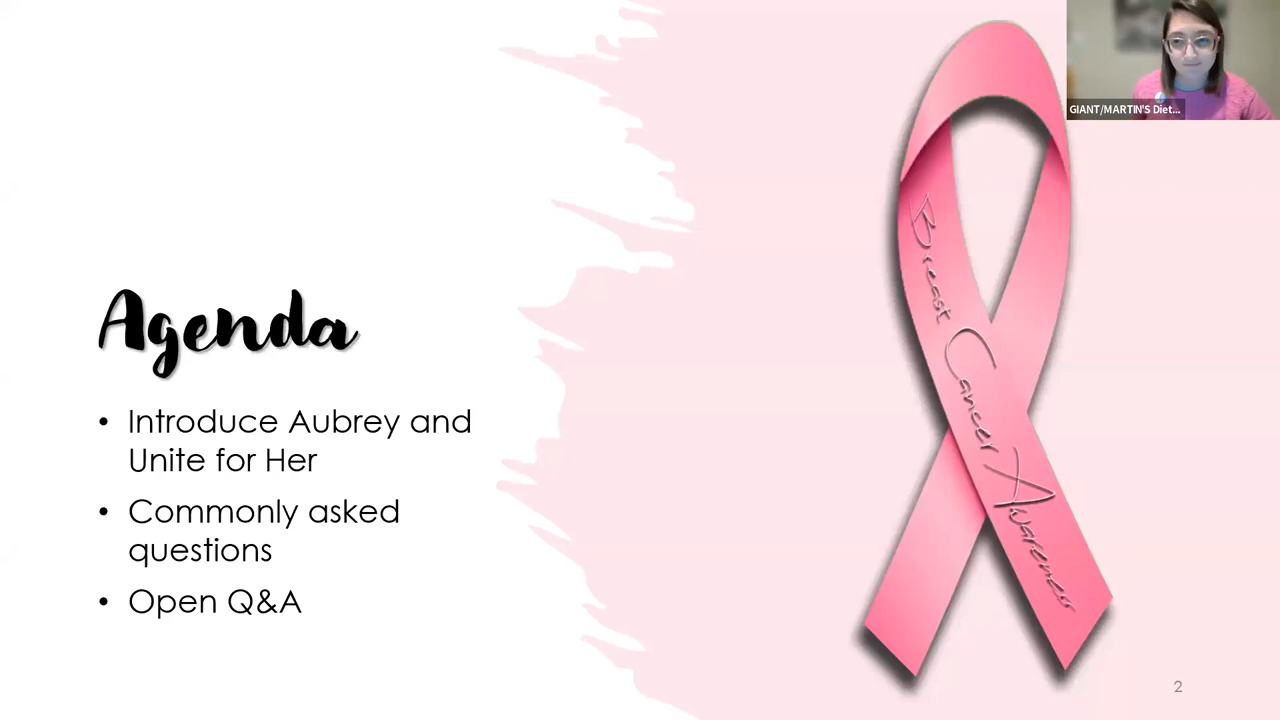 GIANT/MARTIN'S Diet...
Breast Cancer Awareness
Agenda
• Introduce Aubrey and
Unite for Her
• Commonly asked
questions
• Open Q&A
2